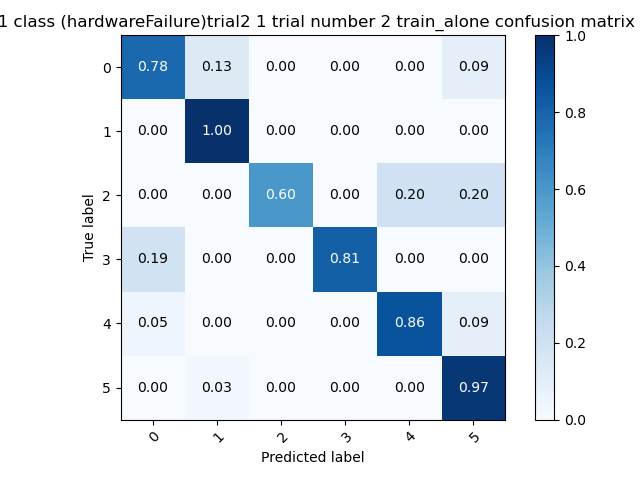 1 class (hardwareFailure)trial2 1 trial number 2 train_alone confusion matrix
1.0
0 0.78 0.13 0.00 0.00 0.00 0.09
1 0.00 1.00 0.00 0.00 0.00 0.00
0.8
2 0.00 0.00 0.60 0.00 0.20 0.20
0.6
True label
3 0.19 0.00 0.00 0.81 0.00 0.00
0.4
4 0.05 0.00 0.00 0.00 0.86 0.09
0.2
5 0.00 0.03 0.00 0.00 0.00 0.97
0.0
0 1 2 3 4 5
Predicted label